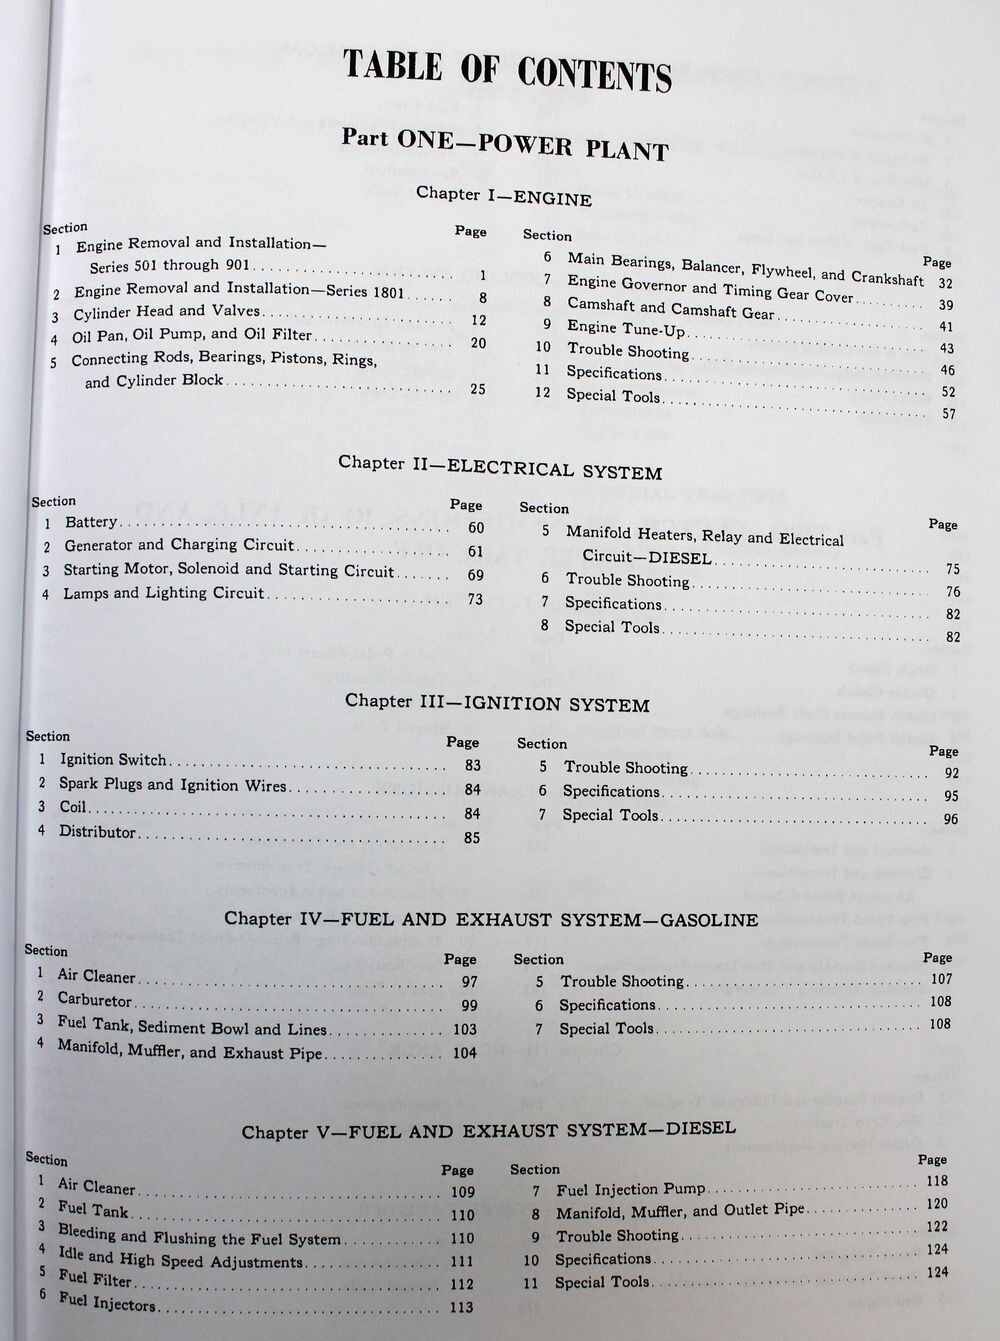 TABLE OF CONTENTS
Part ONE—POWER PLANT
Chapter I—ENGINE
Section Page
1 Engine Removal and Installation—
Series 501 through 901 1
2 Engine Removal and Installation—Series 1801 8
3 Cylinder Head and Valves 12
4 Oil Pan, Oil Pump, and Oil Filter 20
5 Connecting Rods, Bearings, Pistons, Rings,
and Cylinder Block 25
Section Page
6 Main Bearings, Balancer, Flywheel, and Crankshaft 32
7 Engine Governor and Timing Gear Cover 39
8 Camshaft and Camshaft Gear 41
9 Engine Tune-Up 43
10 Trouble Shooting 46
11 Specifications 52
12 Special Tools 57
Chapter II—ELECTRICAL SYSTEM
Section Page
1 Battery 60
2 Generator and Charging Circuit 61
3 Starting Motor, Solenoid and Starting Circuit 69
4 Lamps and Lighting Circuit 73
Section Page
5 Manifold Heaters, Relay and Electrical
Circuit—DIESEL 75
6 Trouble Shooting 76
7 Specifications 82
8 Special Tools 82
Chapter III—IGNITION SYSTEM
Section Page
1 Ignition Switch 83
2 Spark Plugs and Ignition Wires 84
3 Coil 84
4 Distributor 85
Section Page
5 Trouble Shooting 92
6 Specifications 95
7 Special Tools 96
Chapter IV—FUEL AND EXHAUST SYSTEM—GASOLINE
Section Page
1 Air Cleaner 97
2 Carburetor 99
3 Fuel Tank, Sediment Bowl and Lines 103
4 Manifold, Muffler, and Exhaust Pipe 104
Section Page
5 Trouble Shooting 107
6 Specifications 108
7 Special Tools 108
Chapter V—FUEL AND EXHAUST SYSTEM—DIESEL
Section Page
1 Air Cleaner 109
2 Fuel Tank 110
3 Bleeding and Flushing the Fuel System 110
4 Idle and High Speed Adjustments 111
5 Fuel Filter 112
6 Fuel Injectors 113
Section Page
7 Fuel Injection Pump 118
8 Manifold, Muffler, and Outlet Pipe 120
9 Trouble Shooting 122
10 Specifications 124
11 Special Tools 124